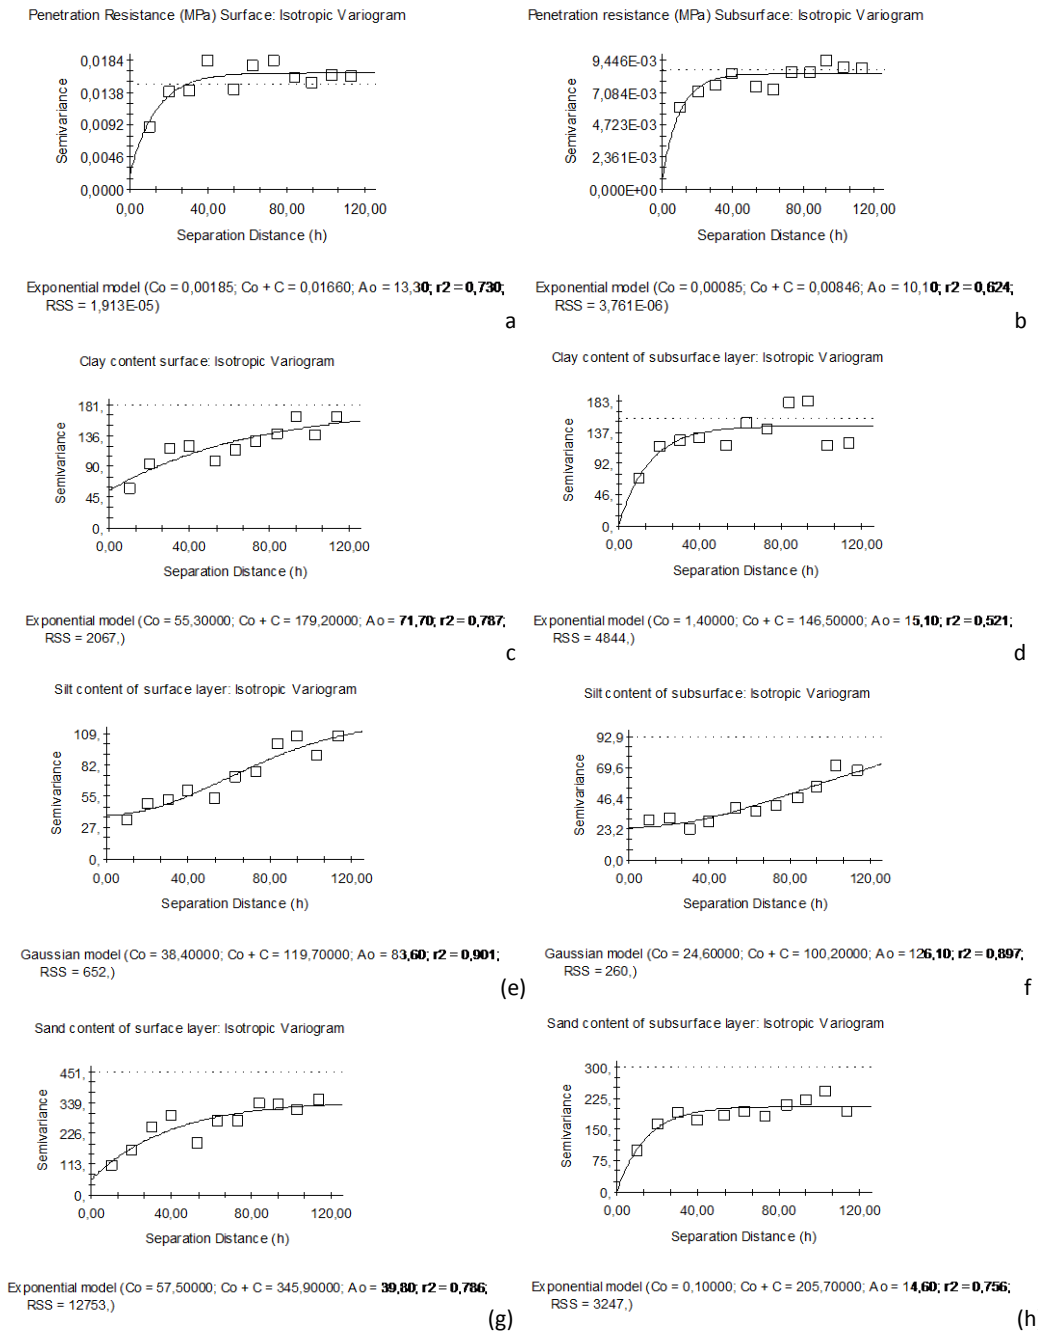 Penetration Resistance (MPa) Surface: Isotropic Variogram
0,0184
0,0138
0,0092
0,0046
0,0000
Semivariance
0,00 40,00 80,00 120,00
Separation Distance (h)
Exponential model (Co = 0,00185; Co + C = 0,01660; Ao = 13,30; r2 = 0,730;
RSS = 1,913E-05)
a
Penetration resistance (MPa) Subsurface: Isotropic Variogram
9,446E-03
7,084E-03
4,723E-03
2,361E-03
0,000E+00
Semivariance
0,00 40,00 80,00 120,00
Separation Distance (h)
Exponential model (Co = 0,00085; Co + C = 0,00846; Ao = 10,10; r2 = 0,624;
RSS = 3,761E-06)
b
Clay content surface: Isotropic Variogram
181,
136,
90,
45,
0,
Semivariance
0,00 40,00 80,00 120,00
Separation Distance (h)
Exponential model (Co = 55,30000; Co + C = 179,20000; Ao = 71,70; r2 = 0,787;
RSS = 2067,)
c
Clay content of subsurface layer: Isotropic Variogram
183,
137,
92,
46,
0,
Semivariance
0,00 40,00 80,00 120,00
Separation Distance (h)
Exponential model (Co = 1,40000; Co + C = 146,50000; Ao = 15,10; r2 = 0,521;
RSS = 4844,)
d
Silt content of surface layer: Isotropic Variogram
109,
82,
55,
27,
0,
Semivariance
0,00 40,00 80,00 120,00
Separation Distance (h)
Gaussian model (Co = 38,40000; Co + C = 119,70000; Ao = 83,60; r2 = 0,901;
RSS = 652,)
(e)
Silt content of subsurface: Isotropic Variogram
92,9
69,6
46,4
23,2
0,0
Semivariance
0,00 40,00 80,00 120,00
Separation Distance (h)
Gaussian model (Co = 24,60000; Co + C = 100,20000; Ao = 126,10; r2 = 0,897;
RSS = 260,)
f
Sand content of surface layer: Isotropic Variogram
451,
339,
226,
113,
0,
Semivariance
0,00 40,00 80,00 120,00
Separation Distance (h)
Exponential model (Co = 57,50000; Co + C = 345,90000; Ao = 39,80; r2 = 0,786;
RSS = 12753,)
(g)
Sand content of subsurface layer: Isotropic Variogram
300,
225,
150,
75,
0,
Semivariance
0,00 40,00 80,00 120,00
Separation Distance (h)
Exponential model (Co = 0,10000; Co + C = 205,70000; Ao = 14,60; r2 = 0,756;
RSS = 3247,)
(h